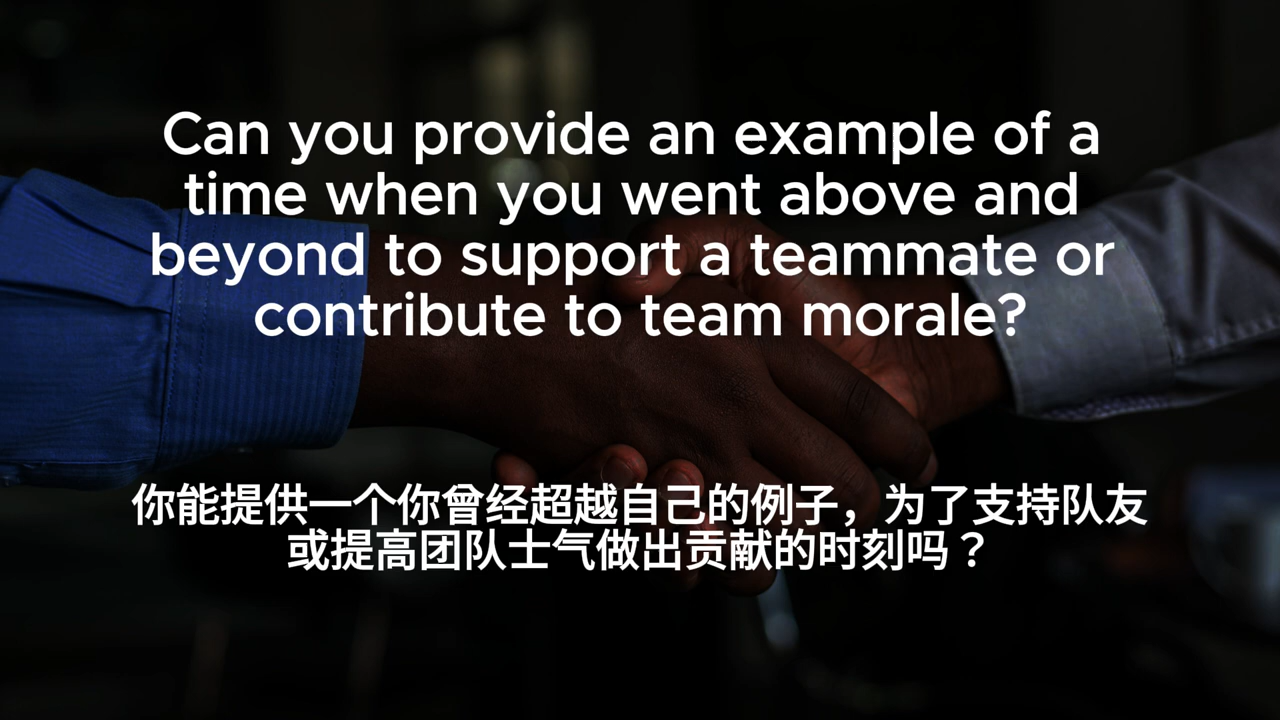 Can you provide an example of a
time when you went above and
beyond to support a teammate or
contribute to team morale?
你能提供一个你曾经超越自己的例子，为了支持队友
或提高团队士气做出贡献的时刻吗？